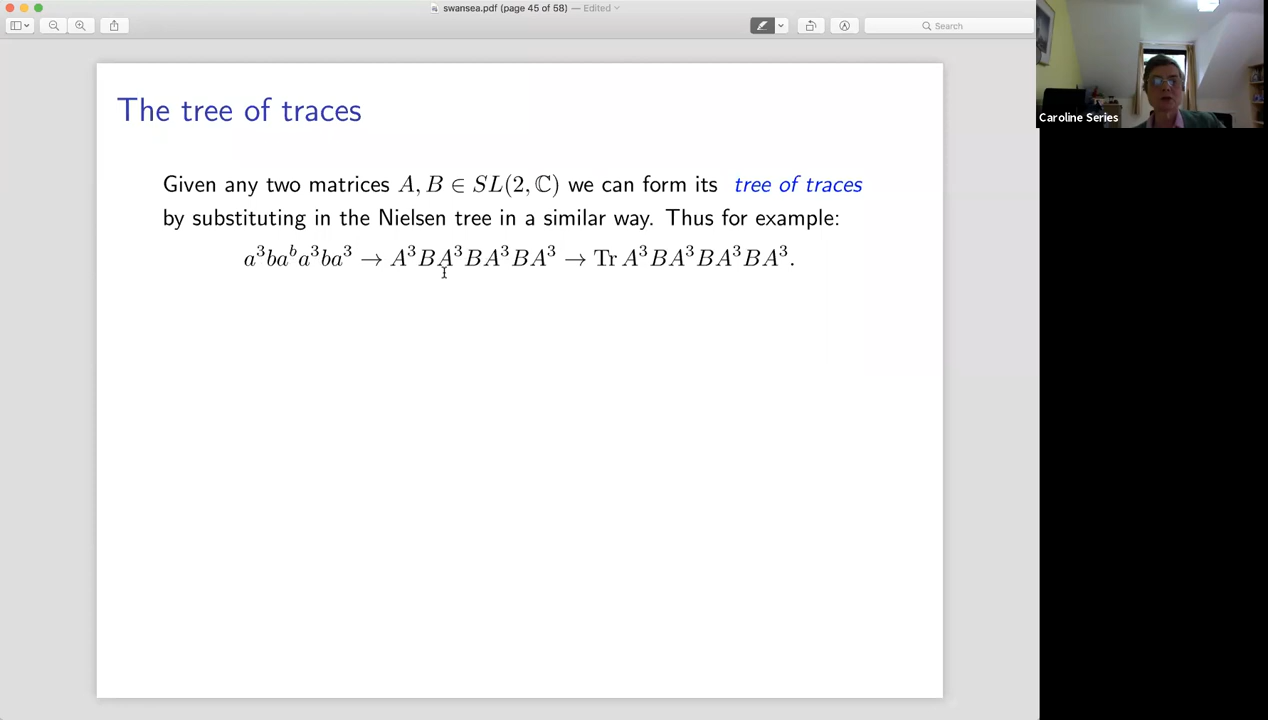 swansea.pdf (page 45 of 58) — Edited
Search
Caroline Series
The tree of traces
Given any two matrices A, B ∈ SL(2, ℂ) we can form its tree of traces
by substituting in the Nielsen tree in a similar way. Thus for example:
a³baᵇa³ba³ → A³BA³BA³BA³ → Tr A³BA³BA³BA³.